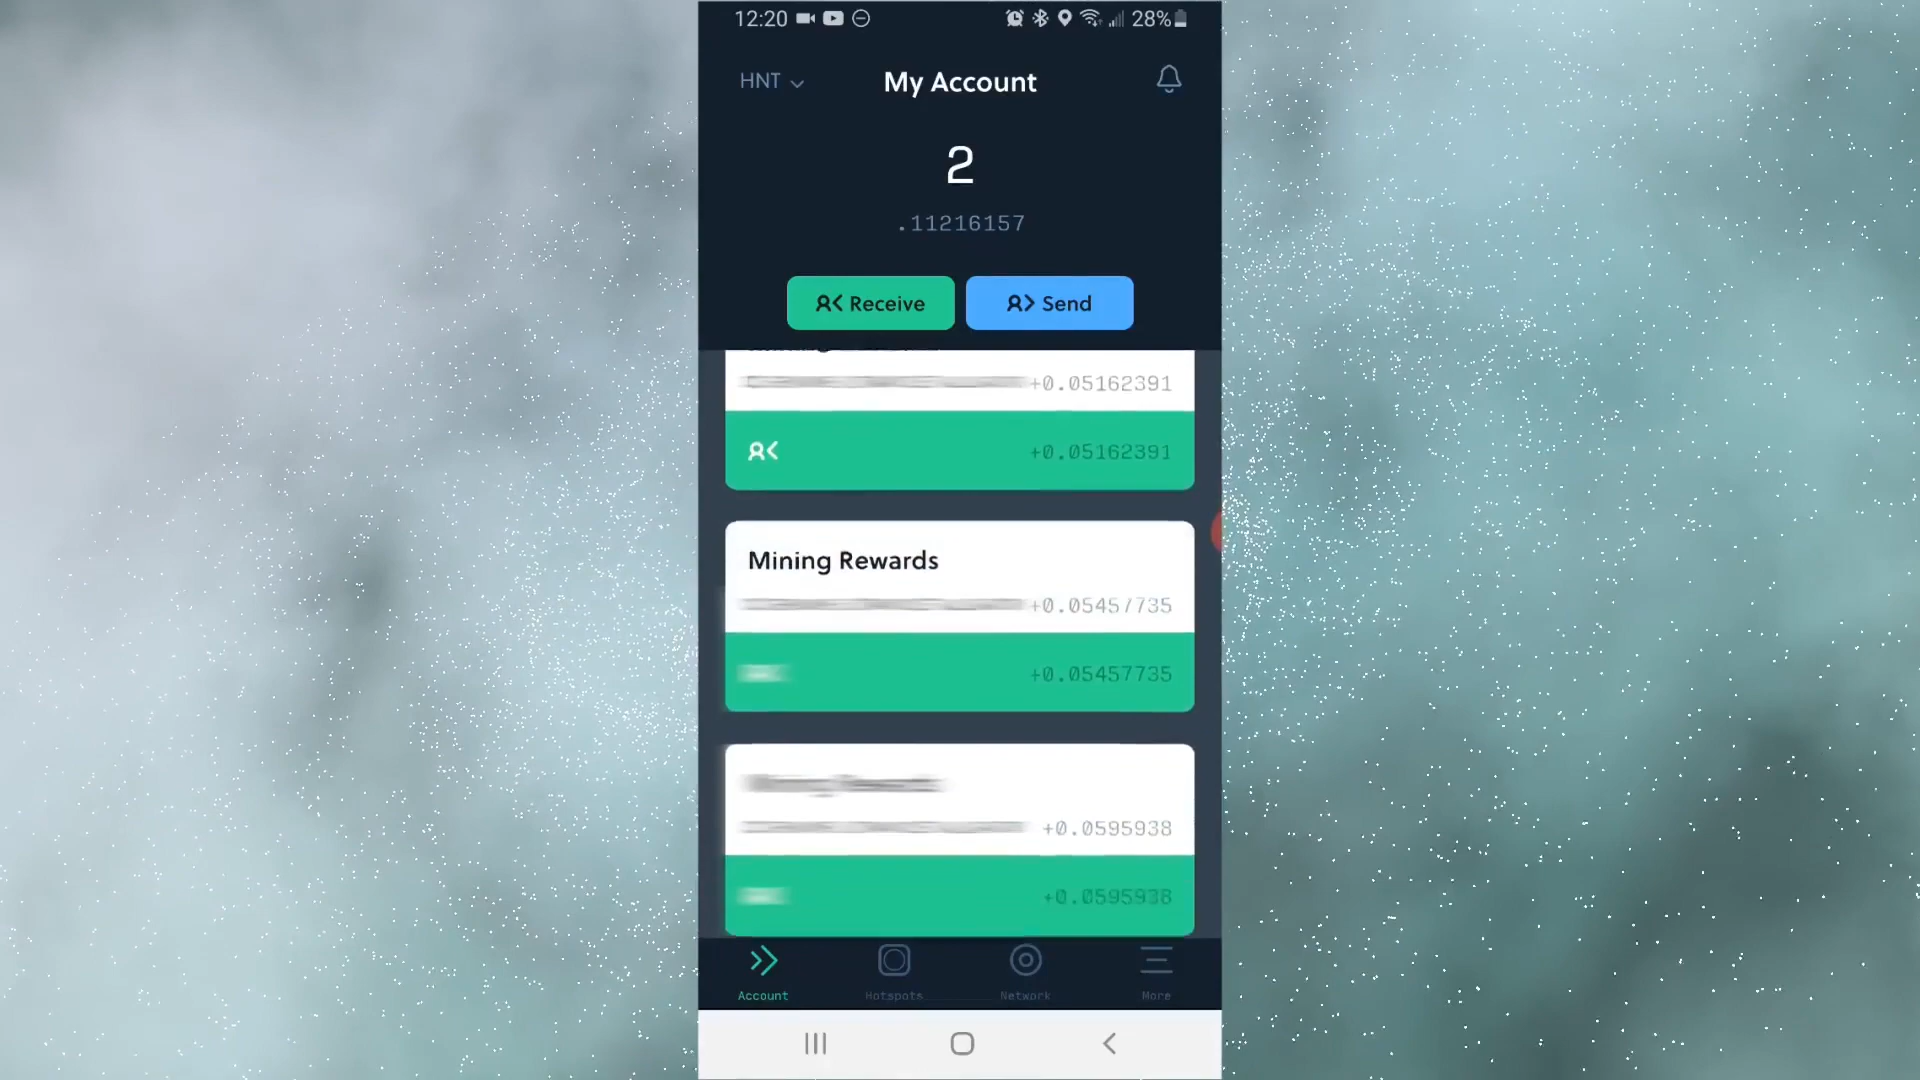 12:20 28%
HNT My Account
2
.11216157
Receive Send
+0.05162391
+0.05162391
Mining Rewards
+0.05457735
+0.05457735
+0.0595938
+0.0595938
Account Hotspots Network More